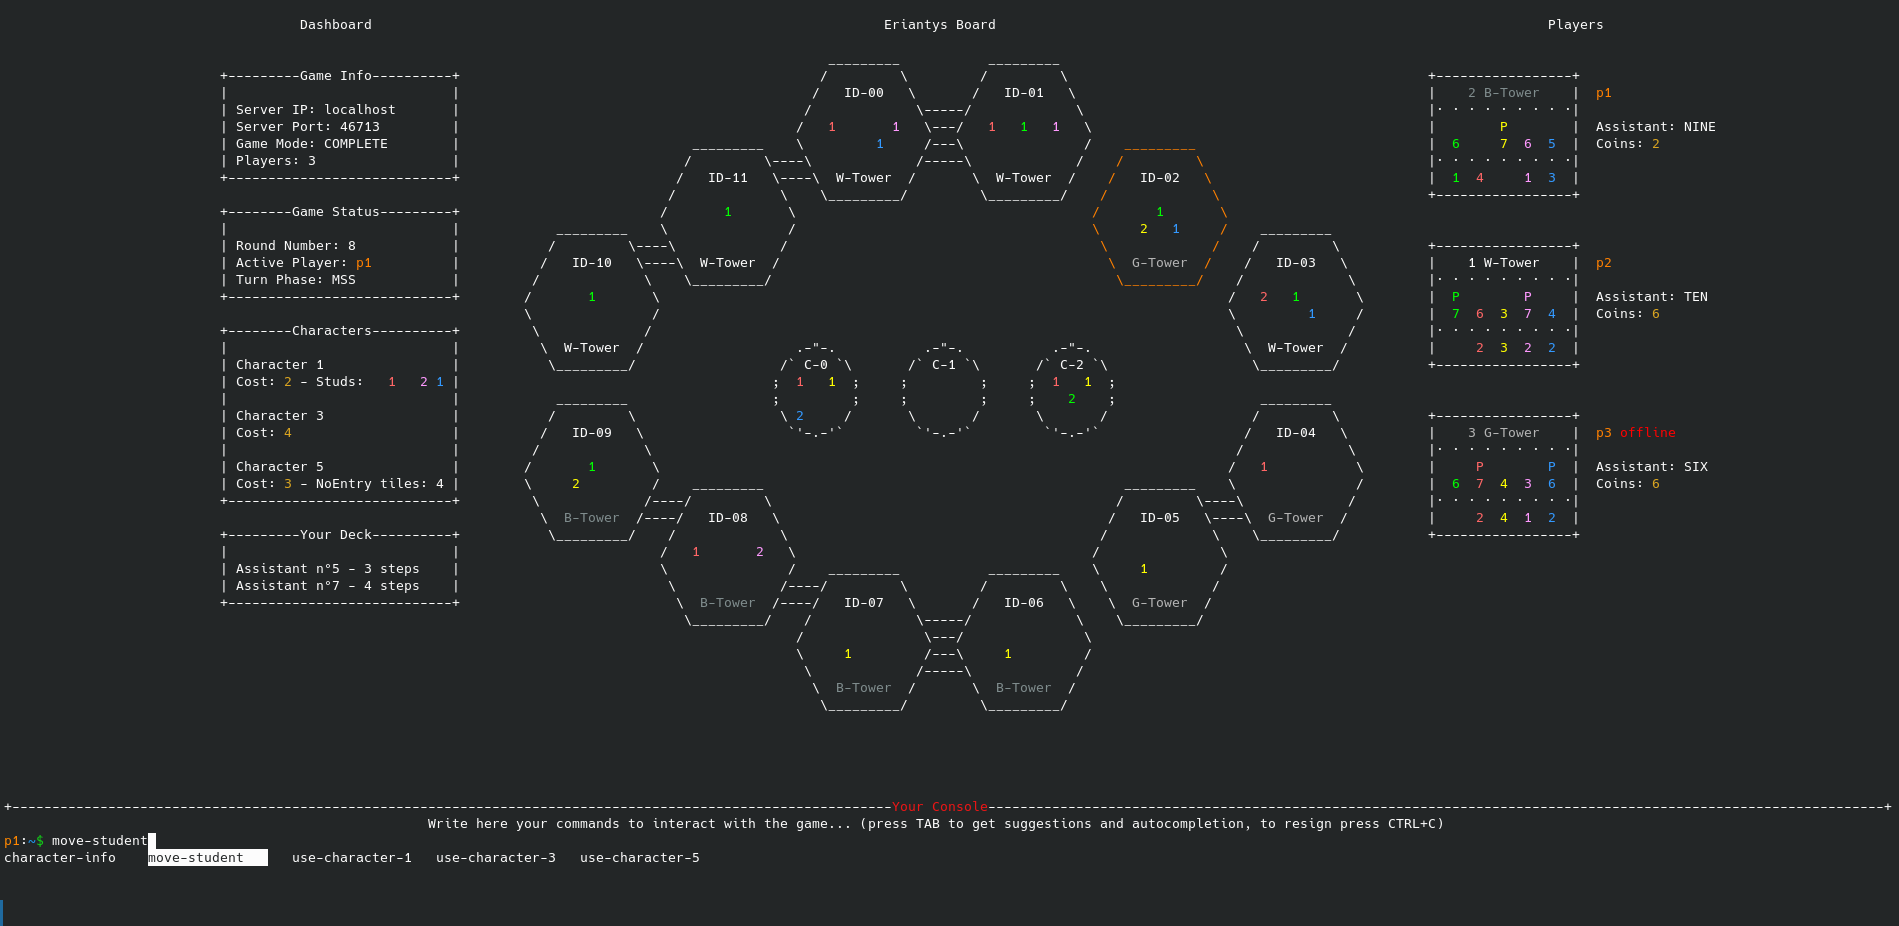 Dashboard
Eriantys Board
Players
Game Info
Server IP: localhost
Server Port: 46713
Game Mode: COMPLETE
Players: 3
Game Status
Round Number: 8
Active Player: p1
Turn Phase: MSS
Characters
Character 1
Cost: 2 - Studs: 1 2 1
Character 3
Cost: 4
Character 5
Cost: 3 - NoEntry tiles: 4
Your Deck
Assistant n°5 - 3 steps
Assistant n°7 - 4 steps
ID-00
1 1
1
W-Tower
ID-01
1 1 1
W-Tower
ID-02
1
2 1
G-Tower
ID-03
2 1
1
W-Tower
ID-04
1
G-Tower
ID-05
1
G-Tower
ID-06
1
B-Tower
ID-07
1
B-Tower
ID-08
1 2
B-Tower
ID-09
1
2
B-Tower
ID-10
1
W-Tower
ID-11
1
W-Tower
C-0
1 1
2
C-1
C-2
1 1
2
2 B-Tower
p1
P
6 7 6 5
1 4 1 3
Assistant: NINE
Coins: 2
1 W-Tower
p2
P P
7 6 3 7 4
2 3 2 2
Assistant: TEN
Coins: 6
3 G-Tower
p3 offline
P P
6 7 4 3 6
2 4 1 2
Assistant: SIX
Coins: 6
Your Console
Write here your commands to interact with the game... (press TAB to get suggestions and autocompletion, to resign press CTRL+C)
p1:~$ move-student
character-info move-student use-character-1 use-character-3 use-character-5